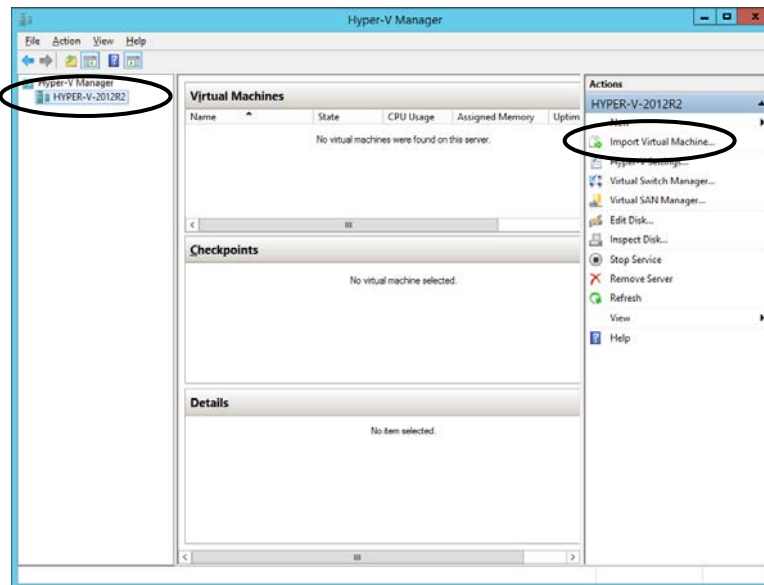 Hyper-V Manager
File Action View Help
Hyper-V Manager
HYPER-V-2012R2
Virtual Machines
Name State CPU Usage Assigned Memory Uptim
No virtual machines were found on this server.
Checkpoints
No virtual machine selected.
Details
No item selected.
Actions
HYPER-V-2012R2
New
Import Virtual Machine...
Hyper-V Settings...
Virtual Switch Manager...
Virtual SAN Manager...
Edit Disk...
Inspect Disk...
Stop Service
Remove Server
Refresh
View
Help